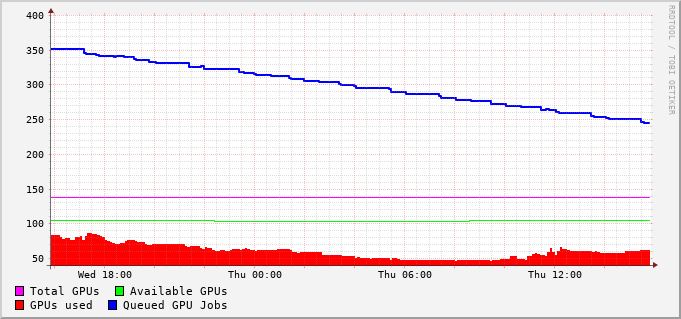 400
350
300
250
200
150
100
50
Wed 18:00 Thu 00:00 Thu 06:00 Thu 12:00
Total GPUs Available GPUs
GPUs used Queued GPU Jobs
RRDTOOL / TOBI OETIKER